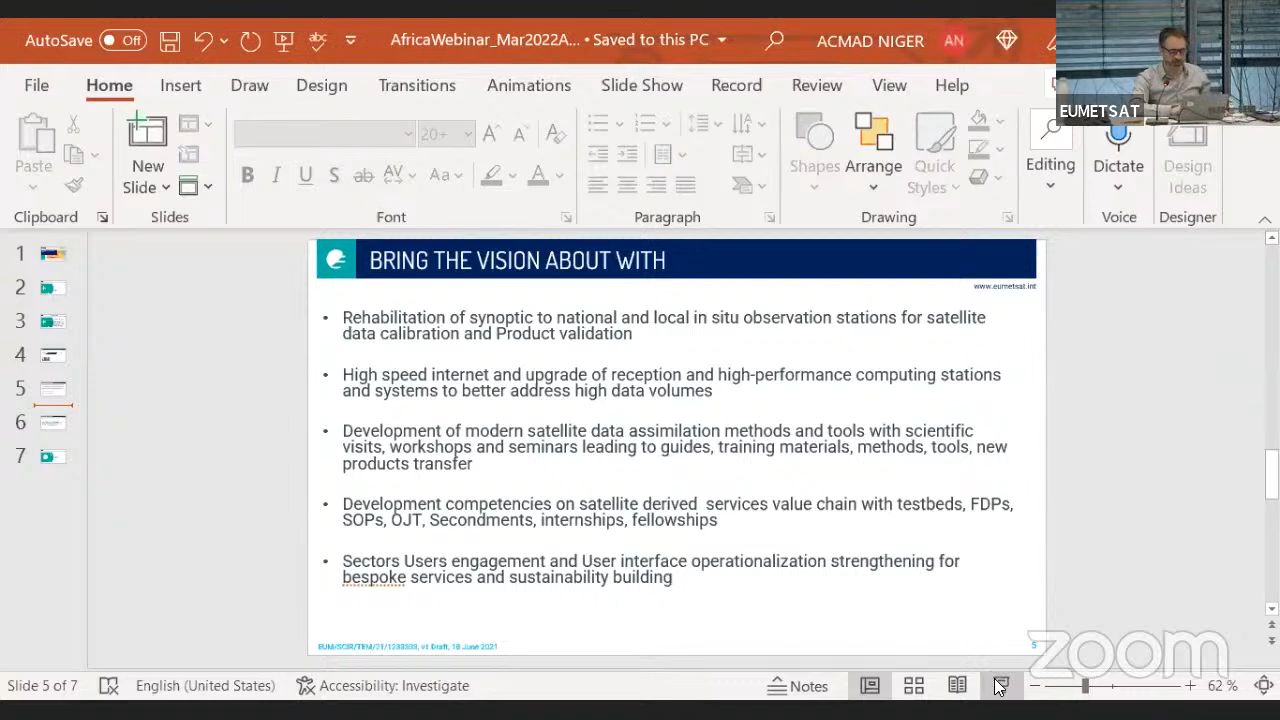 AutoSave Off AfricaWebinar_Mar2022A... • Saved to this PC ACMAD NIGER AN
EUMETSAT
File Home Insert Draw Design Transitions Animations Slide Show Record Review View Help
Paste New Slide 20+ Shapes Arrange Quick Styles Editing Dictate Design Ideas
Clipboard Slides Font Paragraph Drawing Voice Designer
1
2
3
4
5
6
7
BRING THE VISION ABOUT WITH
www.eumetsat.int
• Rehabilitation of synoptic to national and local in situ observation stations for satellite
data calibration and Product validation
• High speed internet and upgrade of reception and high-performance computing stations
and systems to better address high data volumes
• Development of modern satellite data assimilation methods and tools with scientific
visits, workshops and seminars leading to guides, training materials, methods, tools, new
products transfer
• Development competencies on satellite derived services value chain with testbeds, FDPs,
SOPs, OJT, Secondments, internships, fellowships
• Sectors Users engagement and User interface operationalization strengthening for
bespoke services and sustainability building
v1 Draft, 18 June 2021
5
zoom
Slide 5 of 7 English (United States) Accessibility: Investigate Notes 62 %